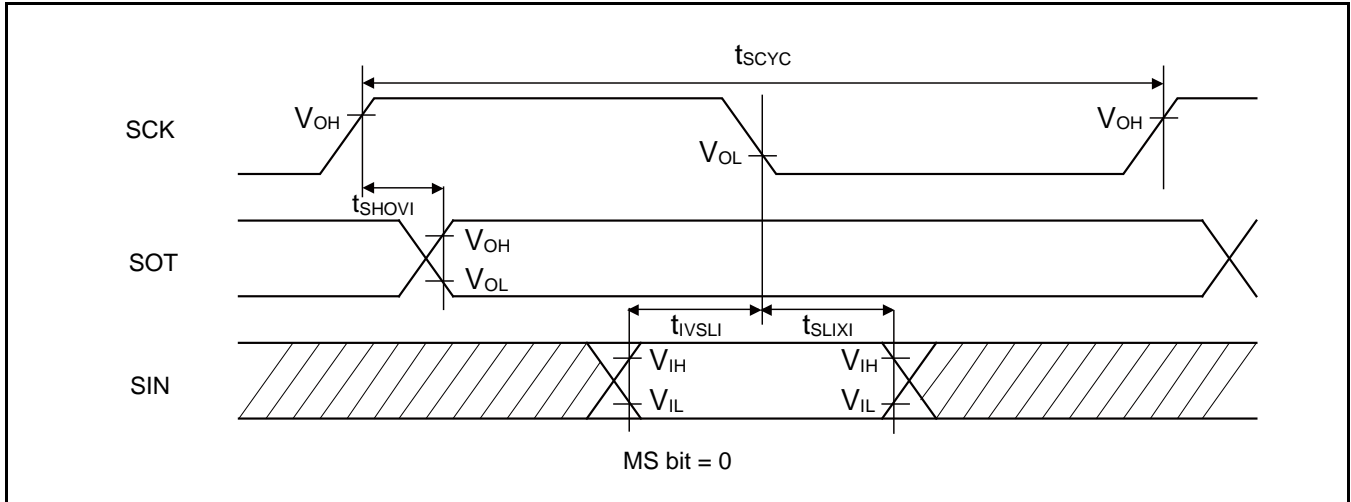 tSCYC
SCK
VOH
VOL
VOH
tSHOVI
SOT
VOH
VOL
tIVSLI
tSLIXI
SIN
VIH
VIL
VIH
VIL
MS bit = 0